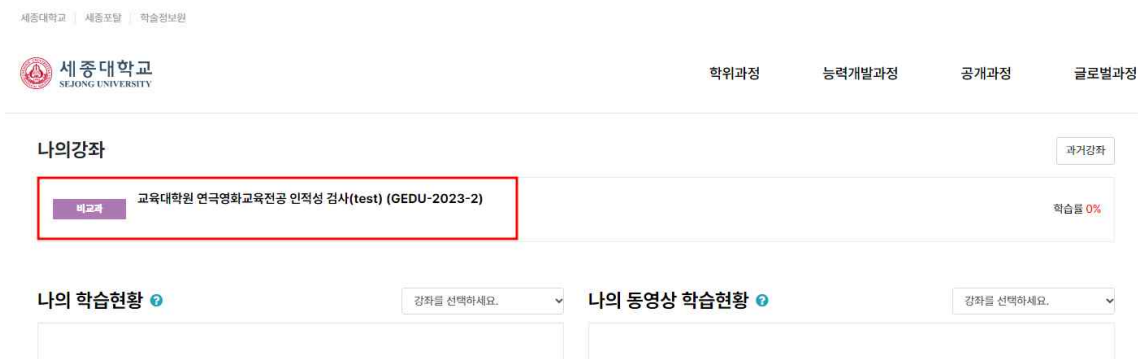 세종대학교 | 세종포탈 | 학술정보원
세종대학교
SEJONG UNIVERSITY
학위과정 능력개발과정 공개과정 글로벌과정
나의강좌
과거강좌
비교과
교육대학원 연극영화교육전공 인적성 검사(test) (GEDU-2023-2)
학습률 0%
나의 학습현황 ?
강좌를 선택하세요.
나의 동영상 학습현황 ?
강좌를 선택하세요.